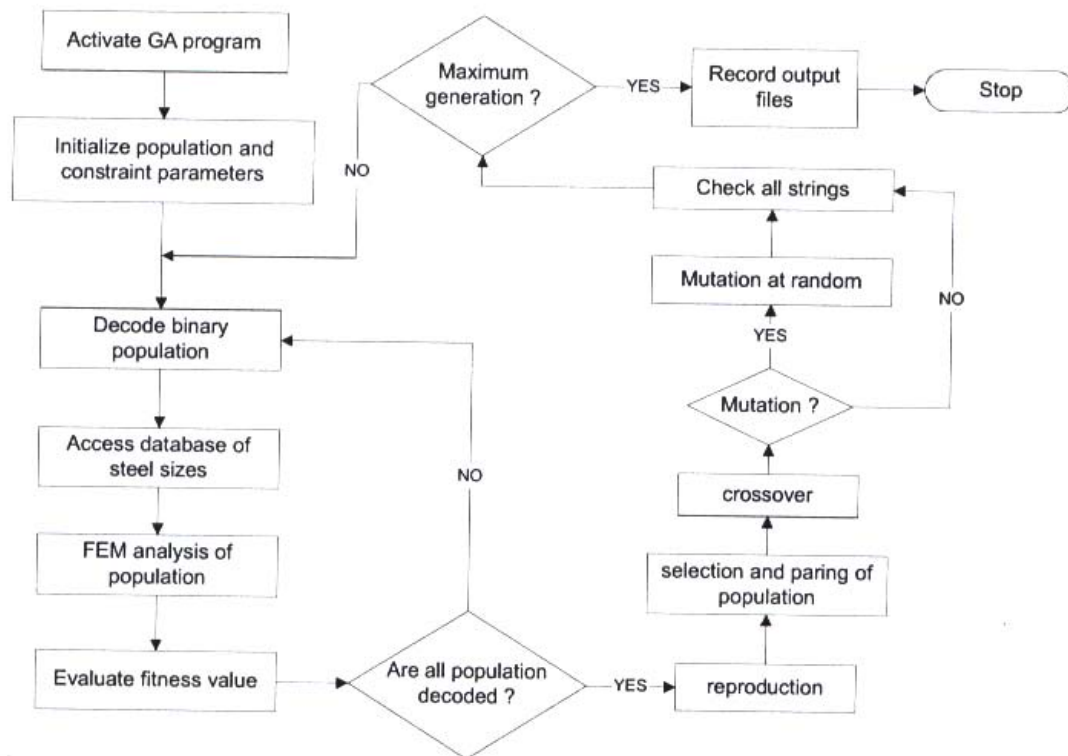 Activate GA program
Initialize population and
constraint parameters
Decode binary
population
Access database of
steel sizes
FEM analysis of
population
Evaluate fitness value
Are all population
decoded ?
NO
YES
reproduction
selection and paring of
population
crossover
Mutation ?
YES
NO
Mutation at random
Check all strings
Maximum
generation ?
NO
YES
Record output
files
Stop